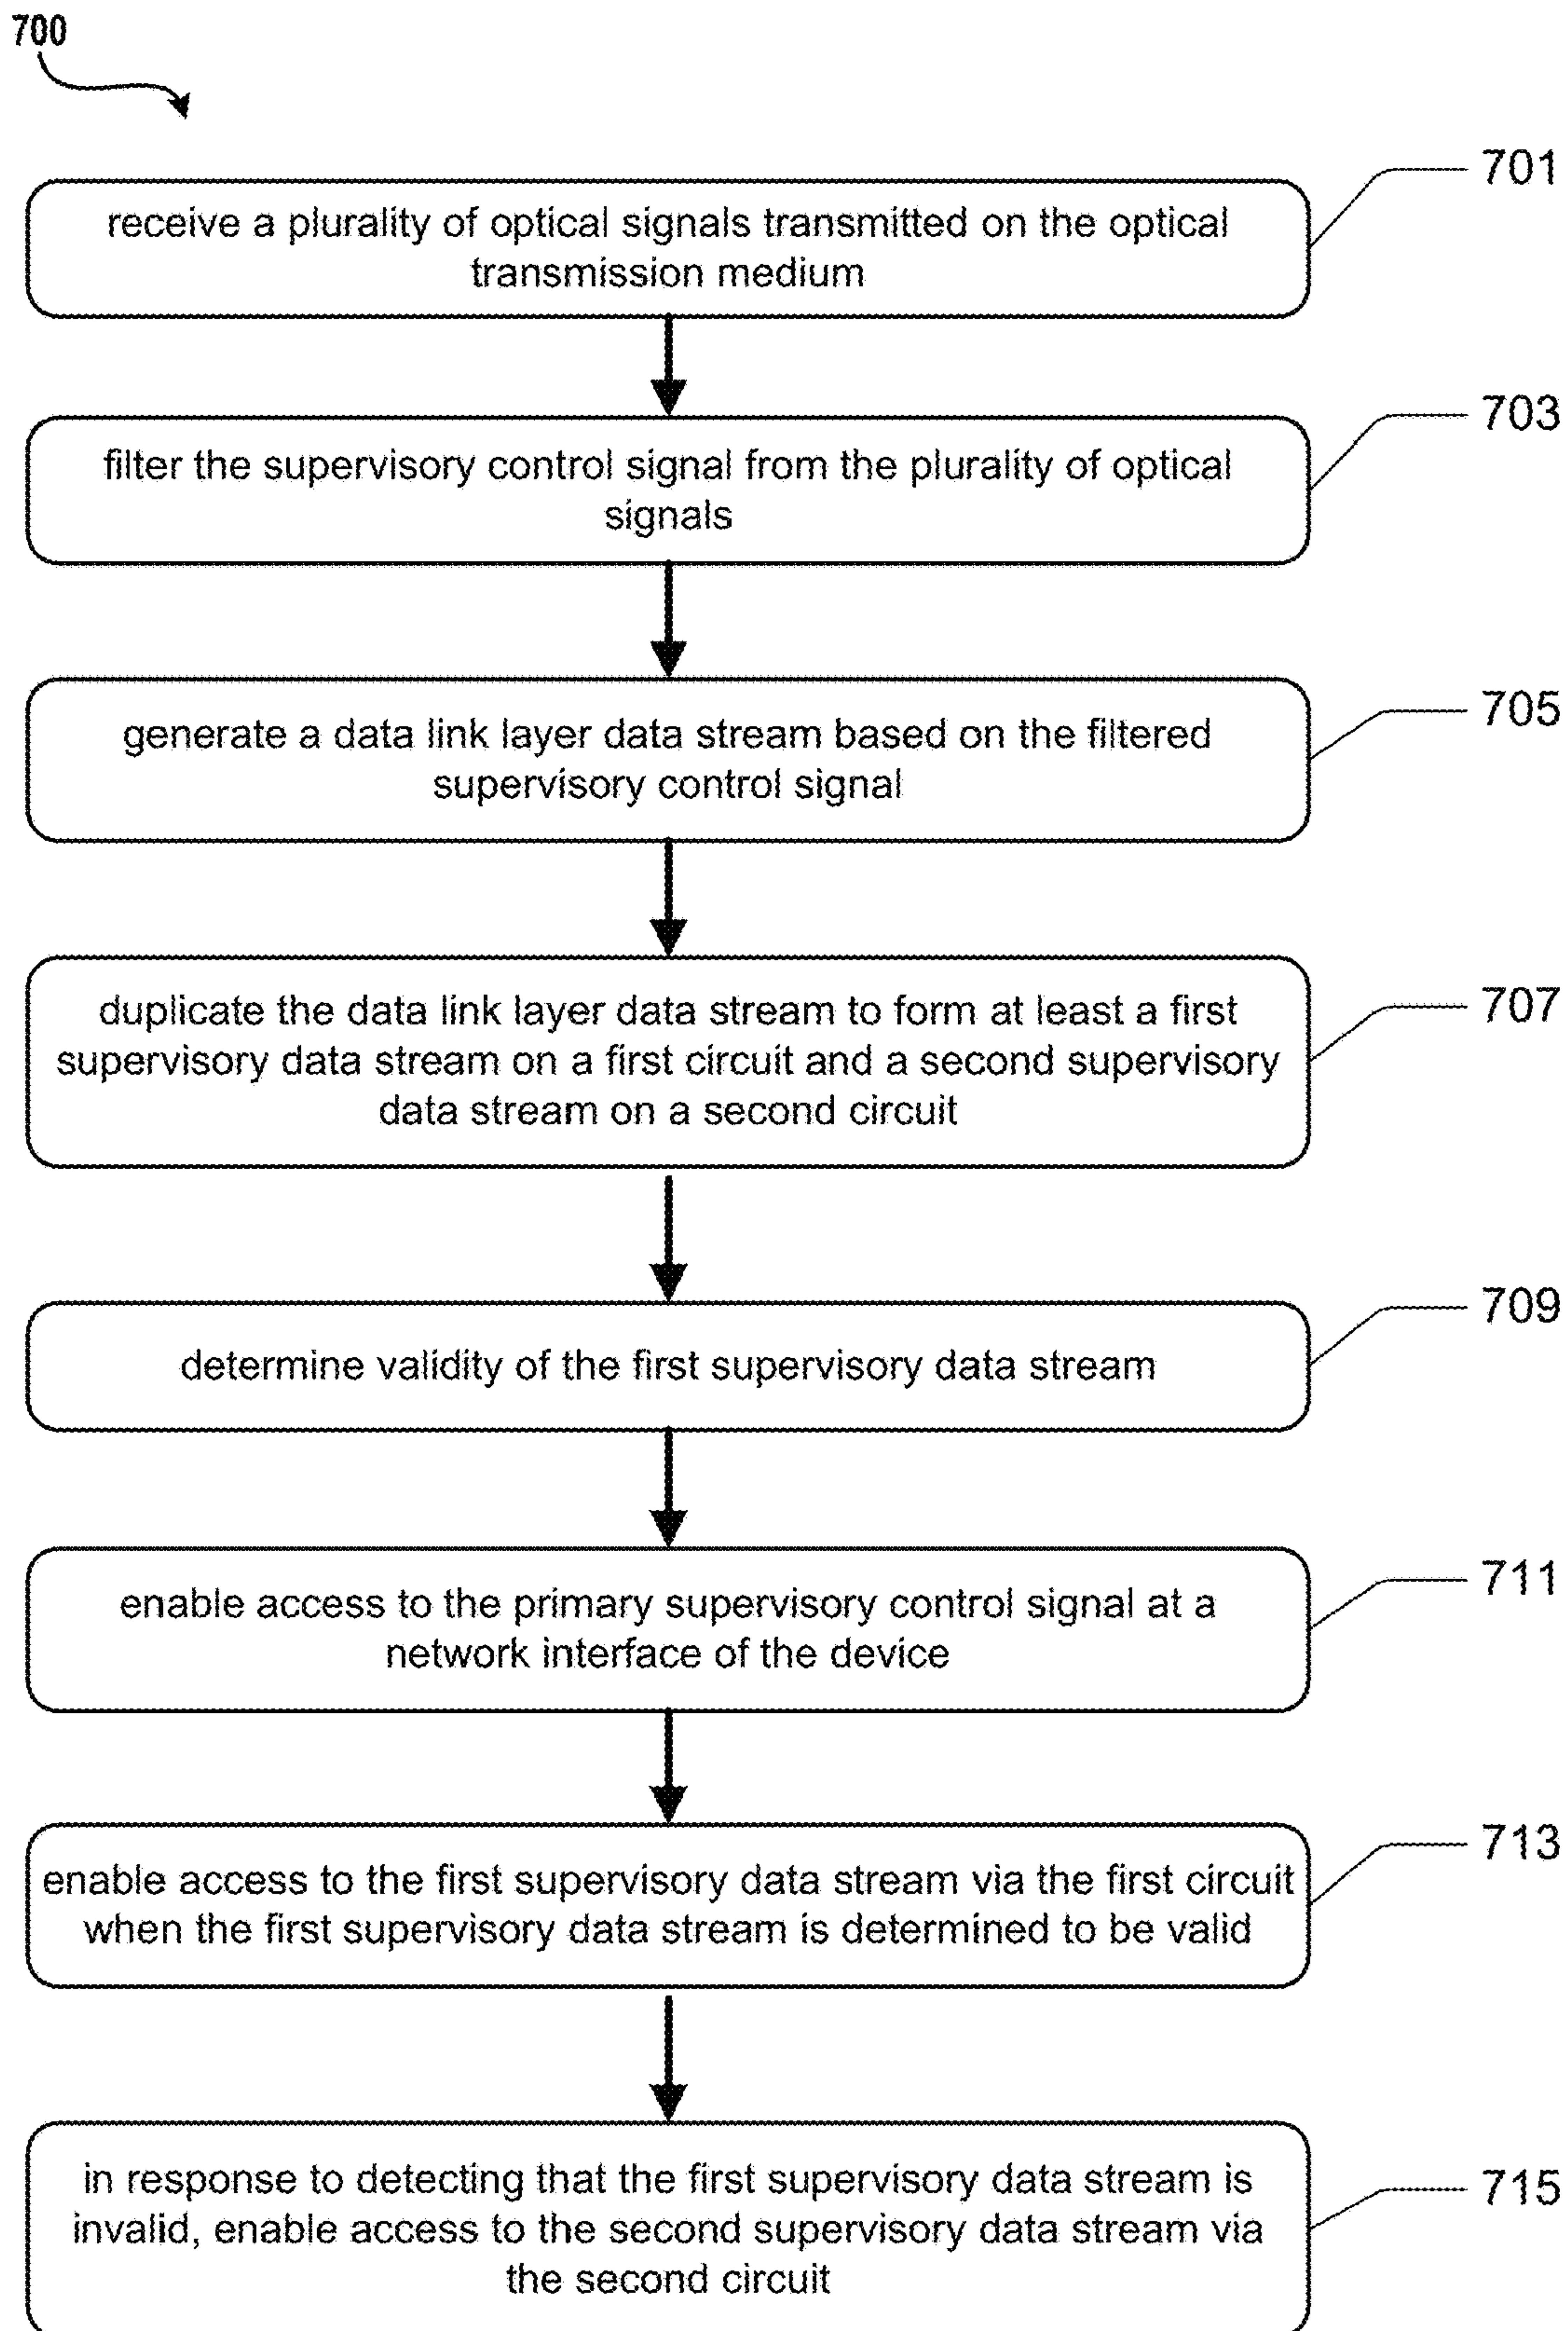 700
701
receive a plurality of optical signals transmitted on the optical
transmission medium
703
filter the supervisory control signal from the plurality of optical
signals
705
generate a data link layer data stream based on the filtered
supervisory control signal
707
duplicate the data link layer data stream to form at least a first
supervisory data stream on a first circuit and a second supervisory
data stream on a second circuit
709
determine validity of the first supervisory data stream
711
enable access to the primary supervisory control signal at a
network interface of the device
713
enable access to the first supervisory data stream via the first circuit
when the first supervisory data stream is determined to be valid
715
in response to detecting that the first supervisory data stream is
invalid, enable access to the second supervisory data stream via
the second circuit